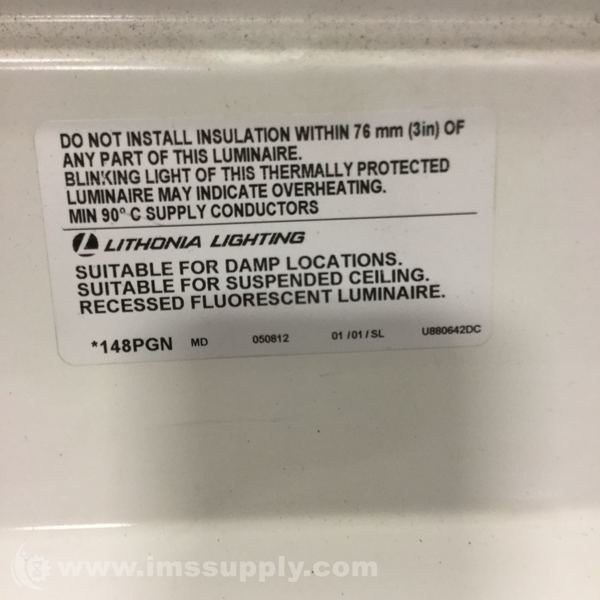 DO NOT INSTALL INSULATION WITHIN 76 mm (3in) OF
ANY PART OF THIS LUMINAIRE.
BLINKING LIGHT OF THIS THERMALLY PROTECTED
LUMINAIRE MAY INDICATE OVERHEATING.
MIN 90° C SUPPLY CONDUCTORS
LITHONIA LIGHTING
SUITABLE FOR DAMP LOCATIONS.
SUITABLE FOR SUSPENDED CEILING.
RECESSED FLUORESCENT LUMINAIRE.
*148PGN MD 050812 01 / 01 / SL U880642DC
www.imssupply.com